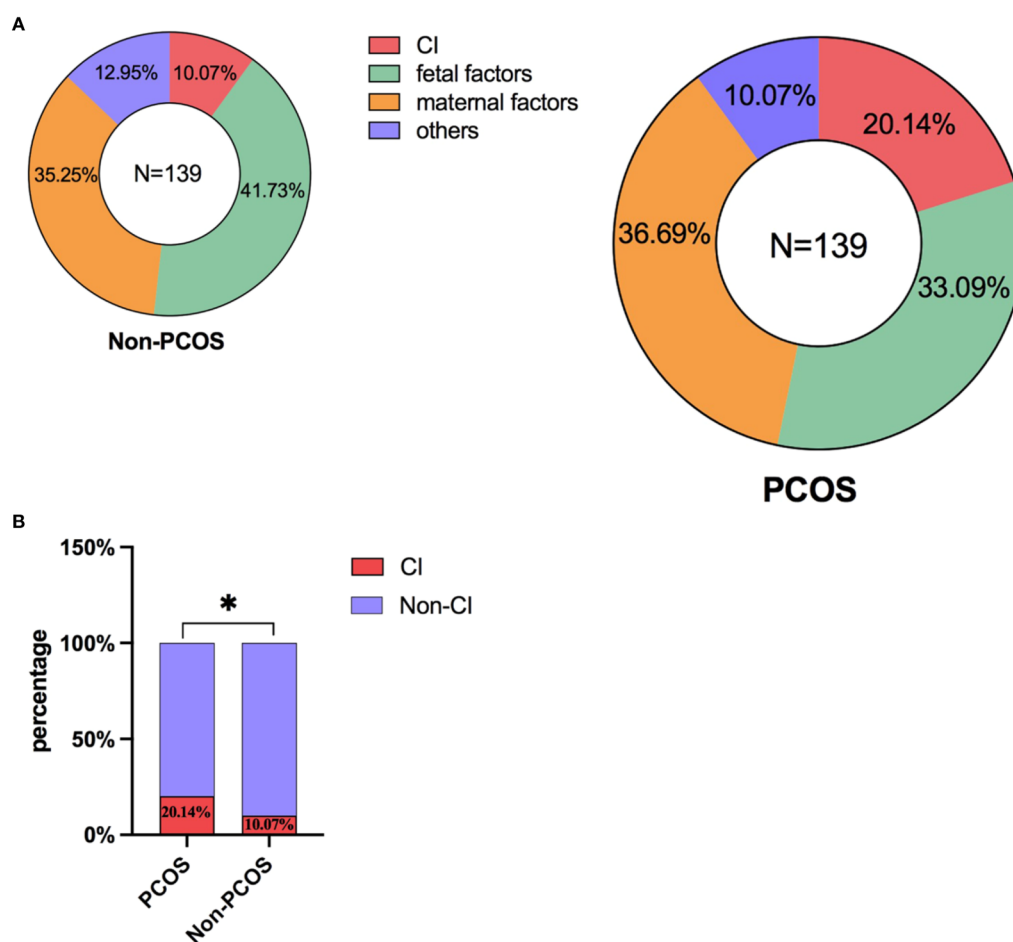 A
12.95%
10.07%
35.25%
N=139
41.73%
Non-PCOS
CI
fetal factors
maternal factors
others
10.07%
20.14%
36.69%
N=139
33.09%
PCOS
B
150%
100%
50%
0%
percentage
*
20.14%
10.07%
PCOS
Non-PCOS
CI
Non-CI